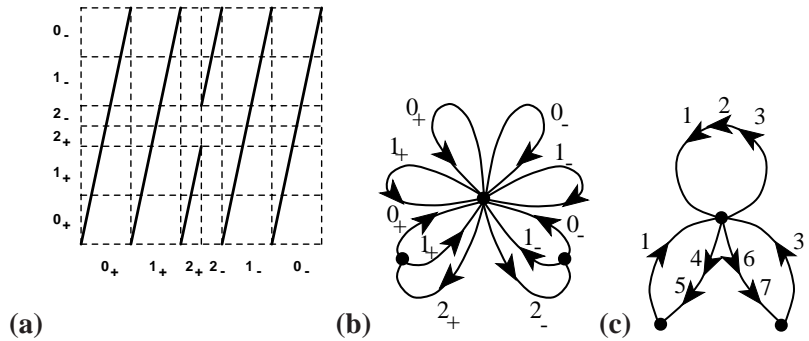 0₋
1₋
2₋
2₊
1₊
0₊
0₊ 1₊ 2₊ 2₋ 1₋ 0₋
(a)
0₊ 0₋
1₊ 1₋
0₊ 1₊ 1₋ 0₋
2₊ 2₋
(b)
1 2 3
1 4 6 3
5 7
(c)